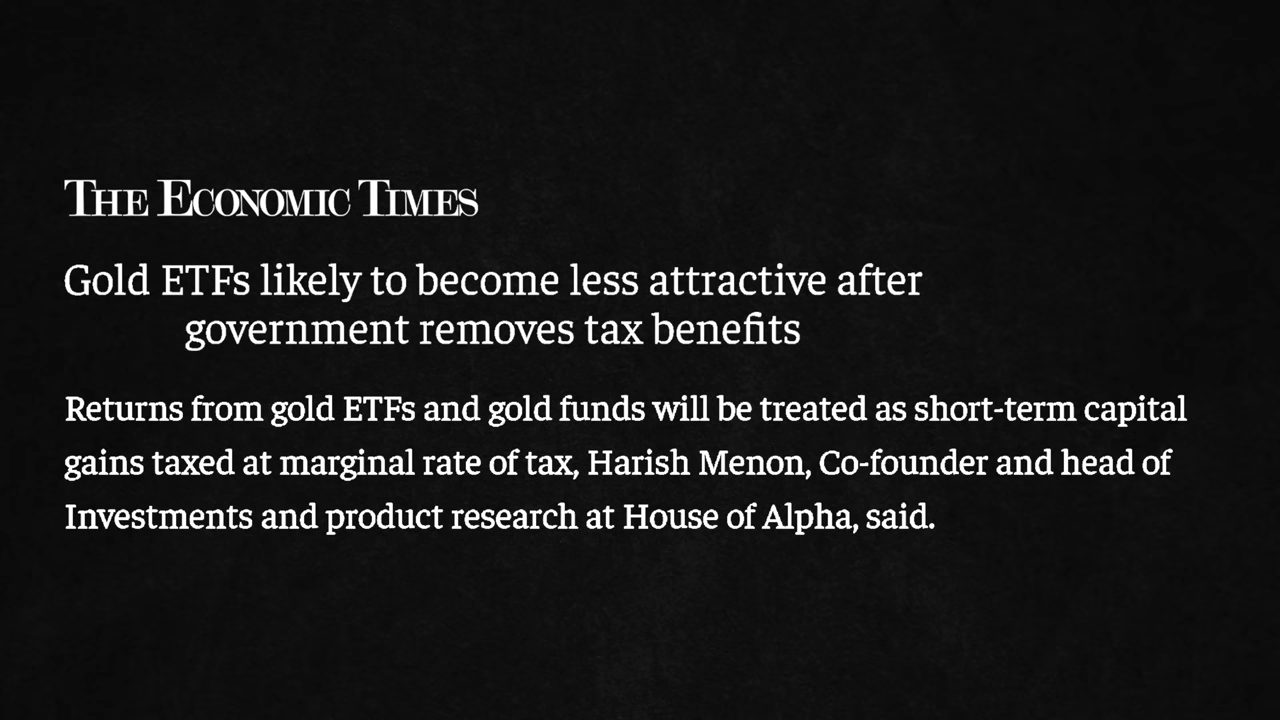 THE ECONOMIC TIMES
Gold ETFs likely to become less attractive after
government removes tax benefits
Returns from gold ETFs and gold funds will be treated as short-term capital
gains taxed at marginal rate of tax, Harish Menon, Co-founder and head of
Investments and product research at House of Alpha, said.